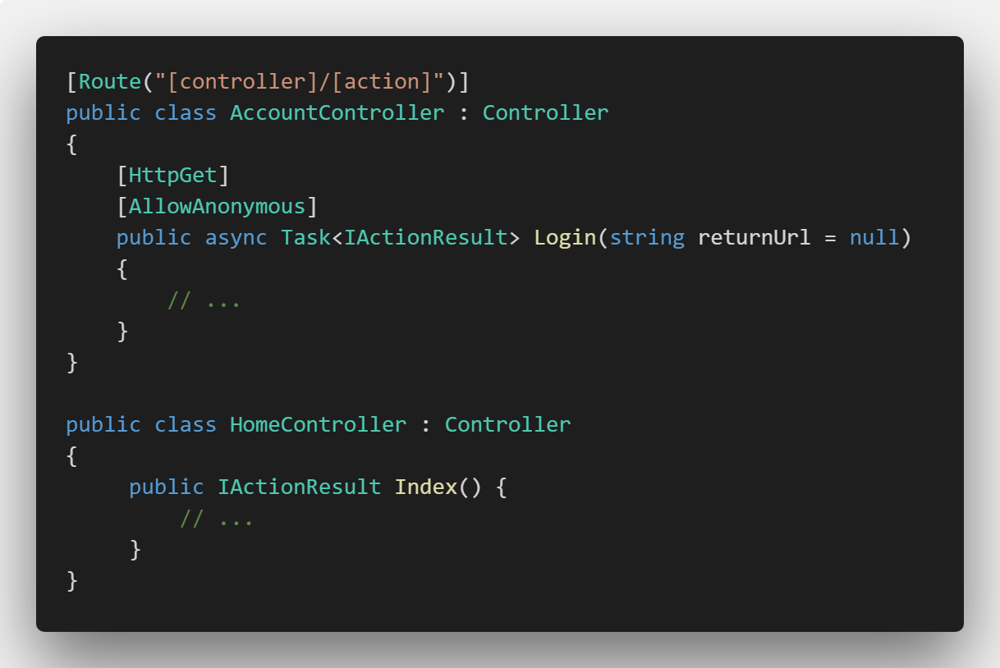 [Route("[controller]/[action]")]
public class AccountController : Controller
{
    [HttpGet]
    [AllowAnonymous]
    public async Task<IActionResult> Login(string returnUrl = null)
    {
        // ...
    }
}

public class HomeController : Controller
{
     public IActionResult Index() {
         // ...
     }
}